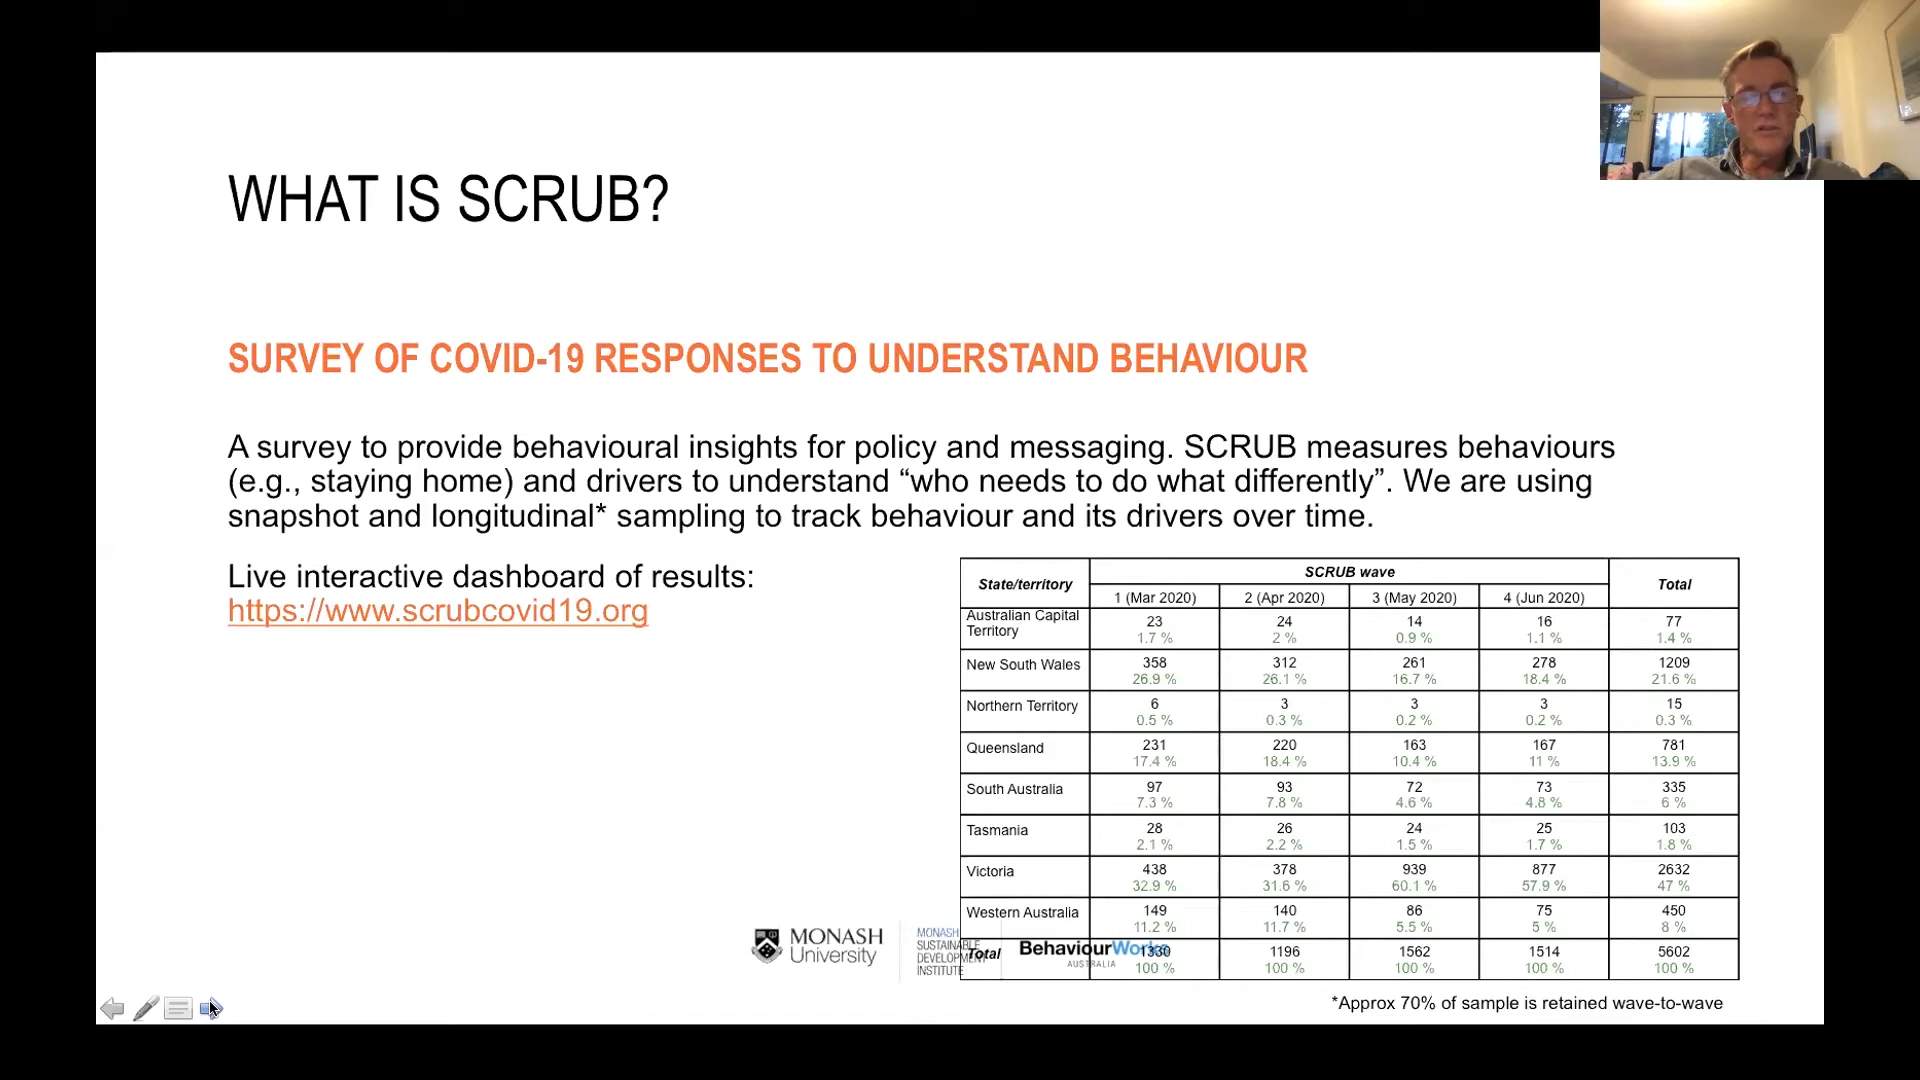 WHAT IS SCRUB?
SURVEY OF COVID-19 RESPONSES TO UNDERSTAND BEHAVIOUR
A survey to provide behavioural insights for policy and messaging. SCRUB measures behaviours
(e.g., staying home) and drivers to understand “who needs to do what differently”. We are using
snapshot and longitudinal* sampling to track behaviour and its drivers over time.
Live interactive dashboard of results:
https://www.scrubcovid19.org
State/territory SCRUB wave Total
1 (Mar 2020) 2 (Apr 2020) 3 (May 2020) 4 (Jun 2020)
Australian Capital
Territory
23 24 14 16 77
1.7 % 2 % 0.9 % 1.1 % 1.4 %
New South Wales 358 312 261 278 1209
26.9 % 26.1 % 16.7 % 18.4 % 21.6 %
Northern Territory 6 3 3 3 15
0.5 % 0.3 % 0.2 % 0.2 % 0.3 %
Queensland 231 220 163 167 781
17.4 % 18.4 % 10.4 % 11 % 13.9 %
South Australia 97 93 72 73 335
7.3 % 7.8 % 4.6 % 4.8 % 6 %
Tasmania 28 26 24 25 103
2.1 % 2.2 % 1.5 % 1.7 % 1.8 %
Victoria 438 378 939 877 2632
32.9 % 31.6 % 60.1 % 57.9 % 47 %
Western Australia 149 140 86 75 450
11.2 % 11.7 % 5.5 % 5 % 8 %
Total 1330 1196 1562 1514 5602
100 % 100 % 100 % 100 % 100 %
MONASH
University
MONASH
SUSTAINABLE
DEVELOPMENT
INSTITUTE
BehaviourWorks
AUSTRALIA
*Approx 70% of sample is retained wave-to-wave